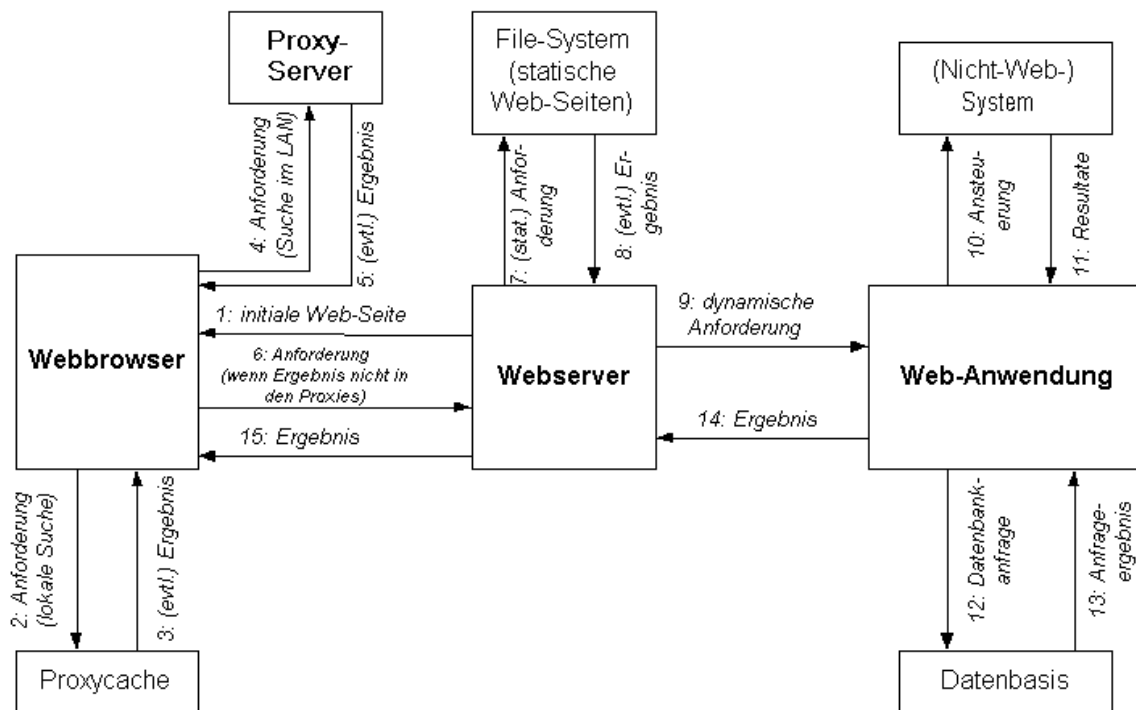 Proxy-
Server
File-System
(statische
Web-Seiten)
(Nicht-Web-)
System
4: Anforderung
(Suche im LAN)
5: (evtl.) Ergebnis
7: (stat.) Anfor-
derung
8: (evtl.) Er-
gebnis
10: Ansteu-
erung
11: Resultate
1: initiale Web-Seite
9: dynamische
Anforderung
Webbrowser
6: Anforderung
(wenn Ergebnis nicht in
den Proxies)
Webserver
Web-Anwendung
15: Ergebnis
14: Ergebnis
2: Anforderung
(lokale Suche)
3: (evtl.) Ergebnis
12: Datenbank-
anfrage
13: Anfrage-
ergebnis
Proxycache
Datenbasis